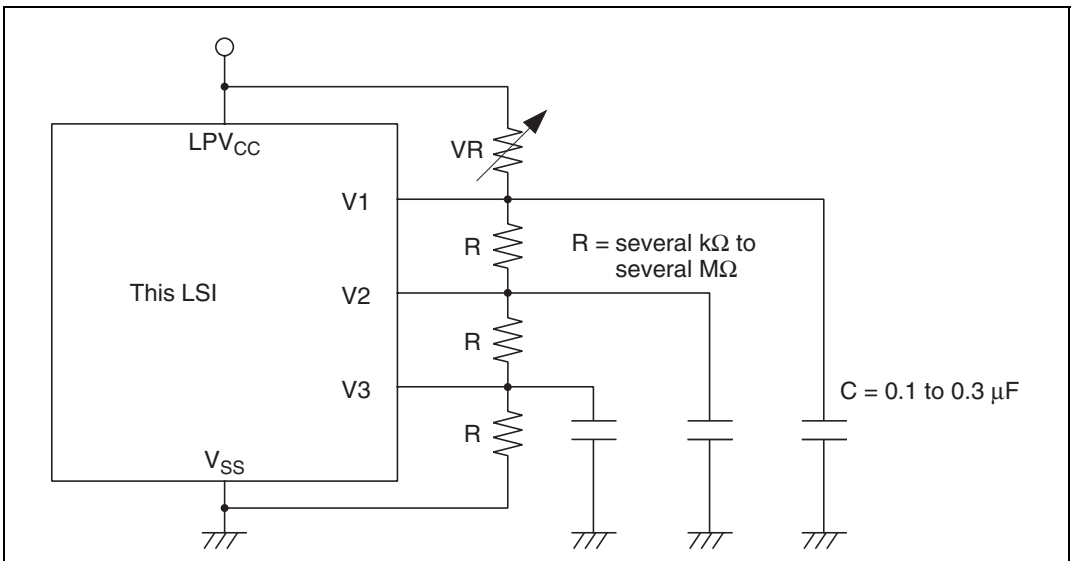 LPVCC
VR
V1
R
R = several kΩ to
several MΩ
This LSI
V2
R
V3
C = 0.1 to 0.3 μF
R
VSS